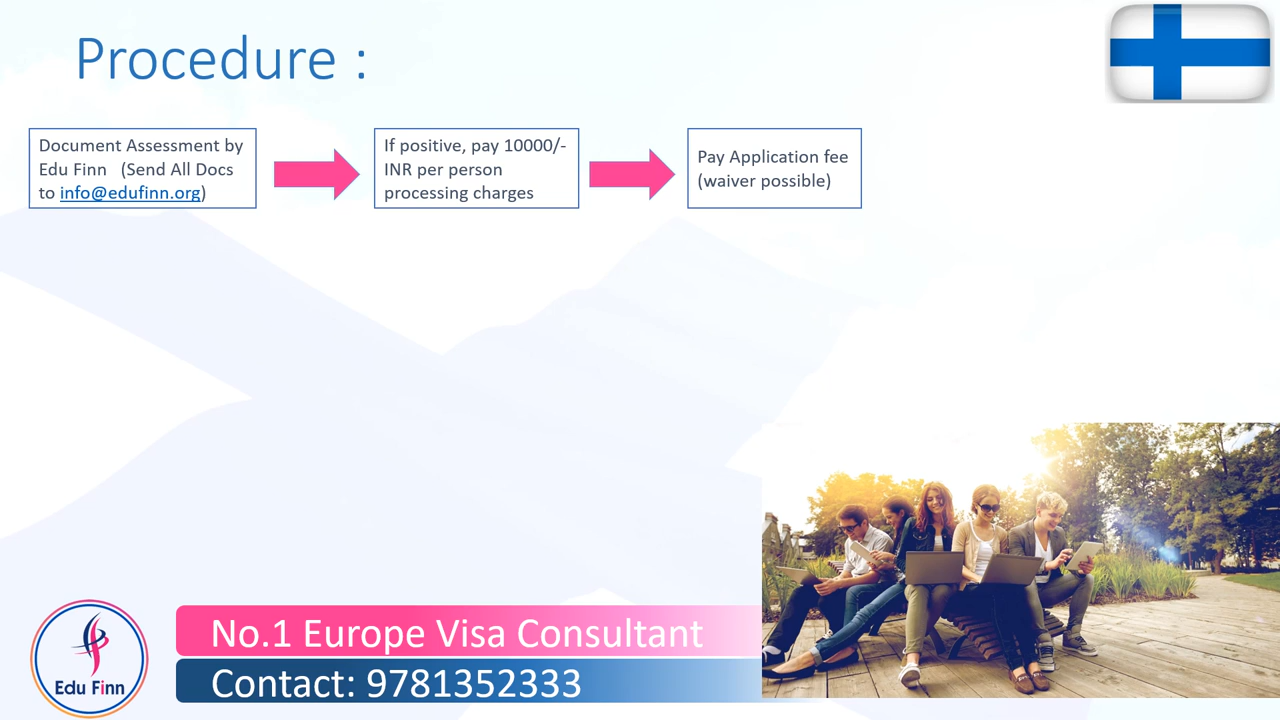 Procedure :
Document Assessment by
Edu Finn (Send All Docs
to info@edufinn.org)
If positive, pay 10000/-
INR per person
processing charges
Pay Application fee
(waiver possible)
No.1 Europe Visa Consultant
Contact: 9781352333
Edu Finn